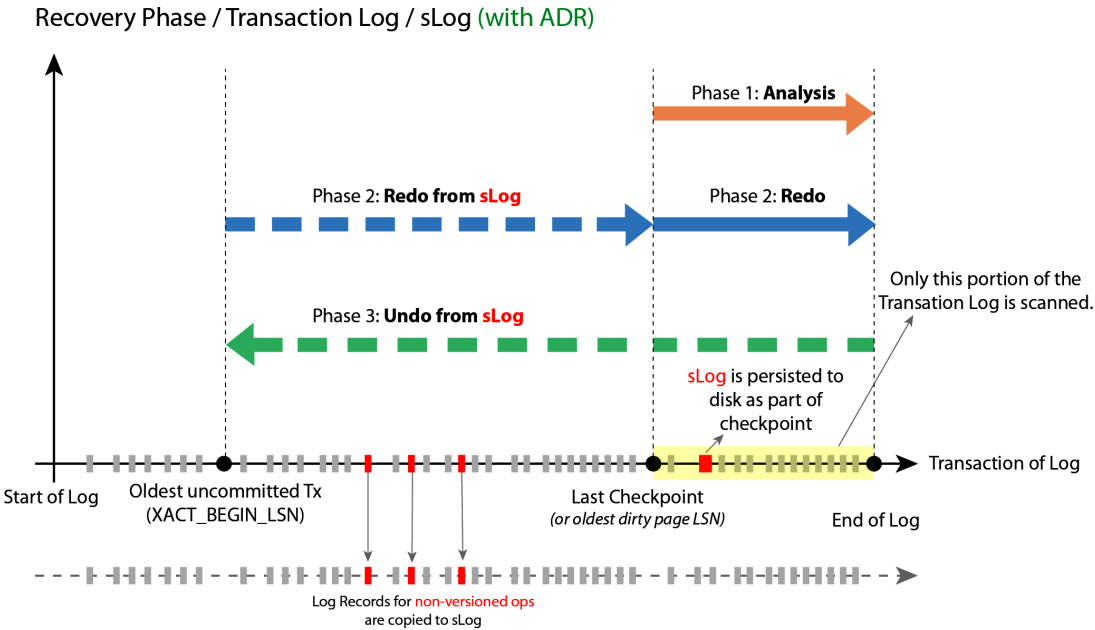 Recovery Phase / Transaction Log / sLog (with ADR)
Phase 1: Analysis
Phase 2: Redo from sLog
Phase 2: Redo
Only this portion of the
Transation Log is scanned.
Phase 3: Undo from sLog
sLog is persisted to
disk as part of
checkpoint
Transaction of Log
Start of Log
Oldest uncommitted Tx
(XACT_BEGIN_LSN)
Last Checkpoint
(or oldest dirty page LSN)
End of Log
Log Records for non-versioned ops
are copied to sLog